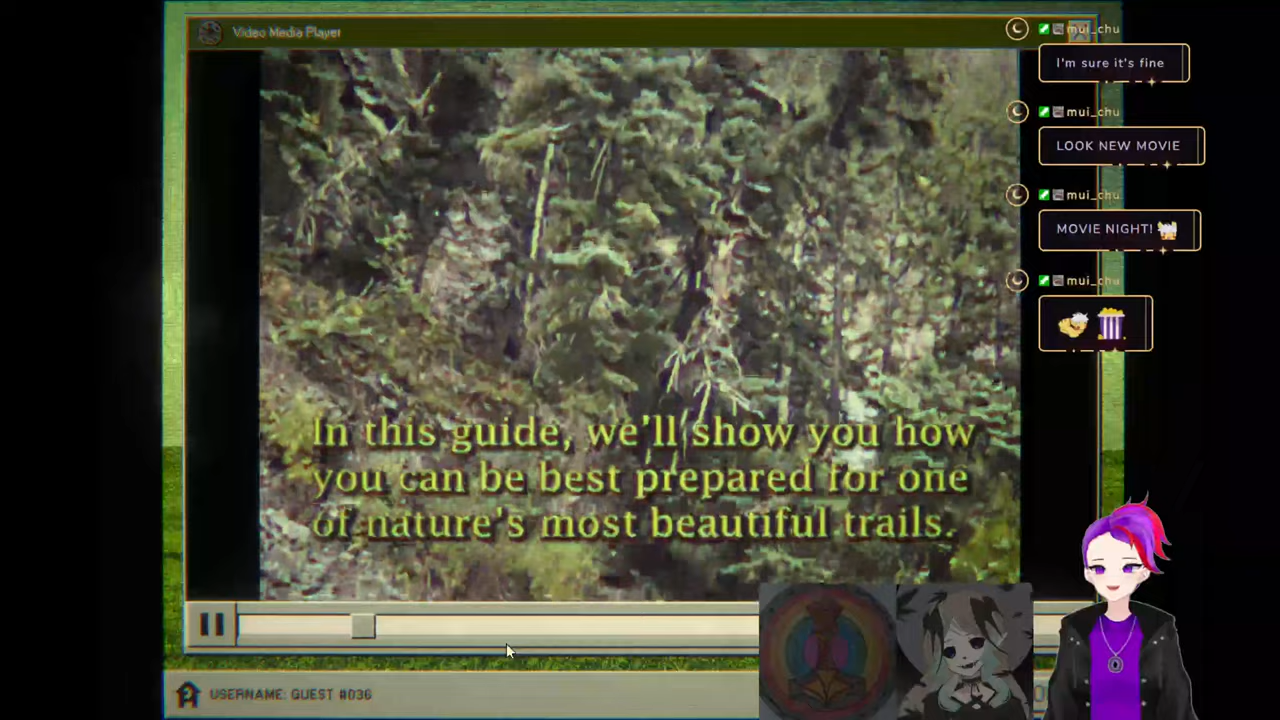 Video Media Player
In this guide, we'll show you how
you can be best prepared for one
of nature's most beautiful trails.
USERNAME: GUEST #036
mui_chu
I'm sure it's fine
mui_chu
LOOK NEW MOVIE
mui_chu
MOVIE NIGHT!
mui_chu